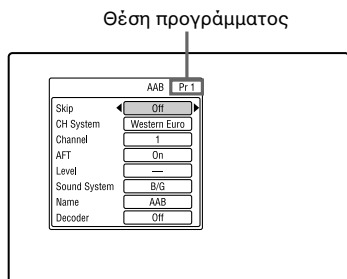 Θέση προγράμματος
AAB Pr 1
Skip Off
CH System Western Euro
Channel 1
AFT On
Level —
Sound System B/G
Name AAB
Decoder Off